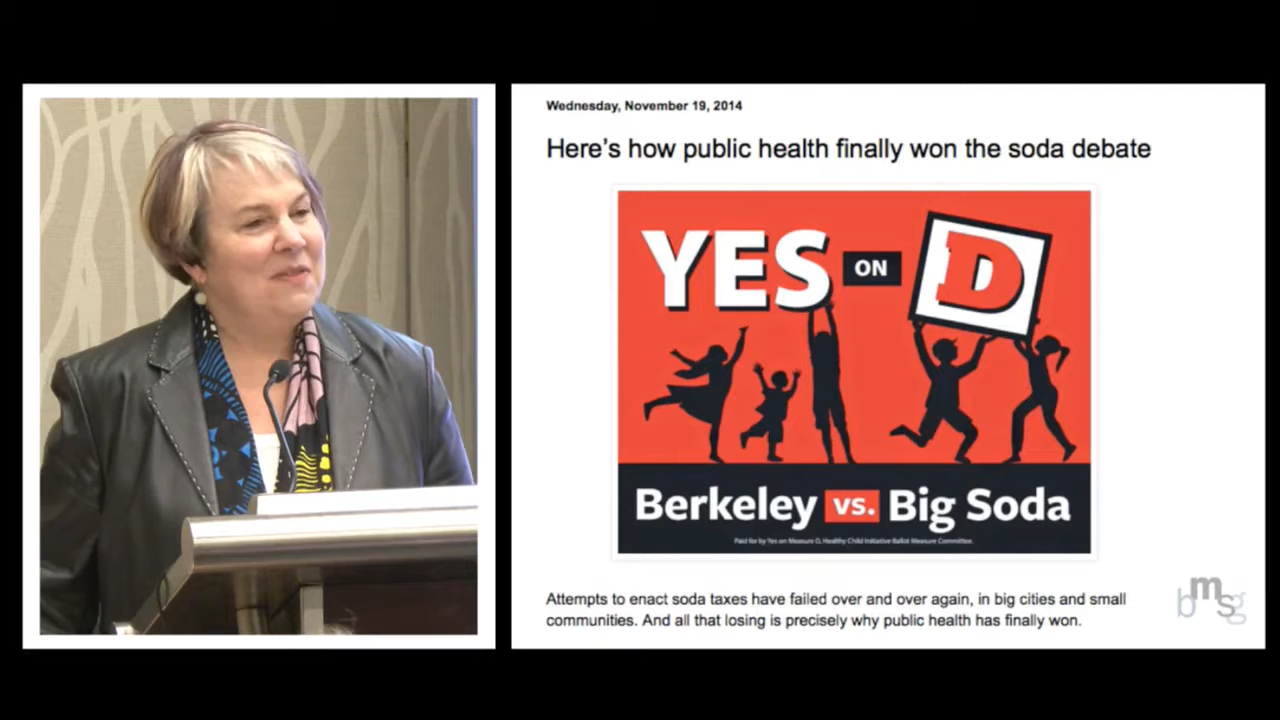 Wednesday, November 19, 2014
Here's how public health finally won the soda debate
YES ON D
Berkeley vs. Big Soda
Paid for by Yes on Measure D, Healthy Child Initiative Ballot Measure Committee.
Attempts to enact soda taxes have failed over and over again, in big cities and small
communities. And all that losing is precisely why public health has finally won.
bmsg